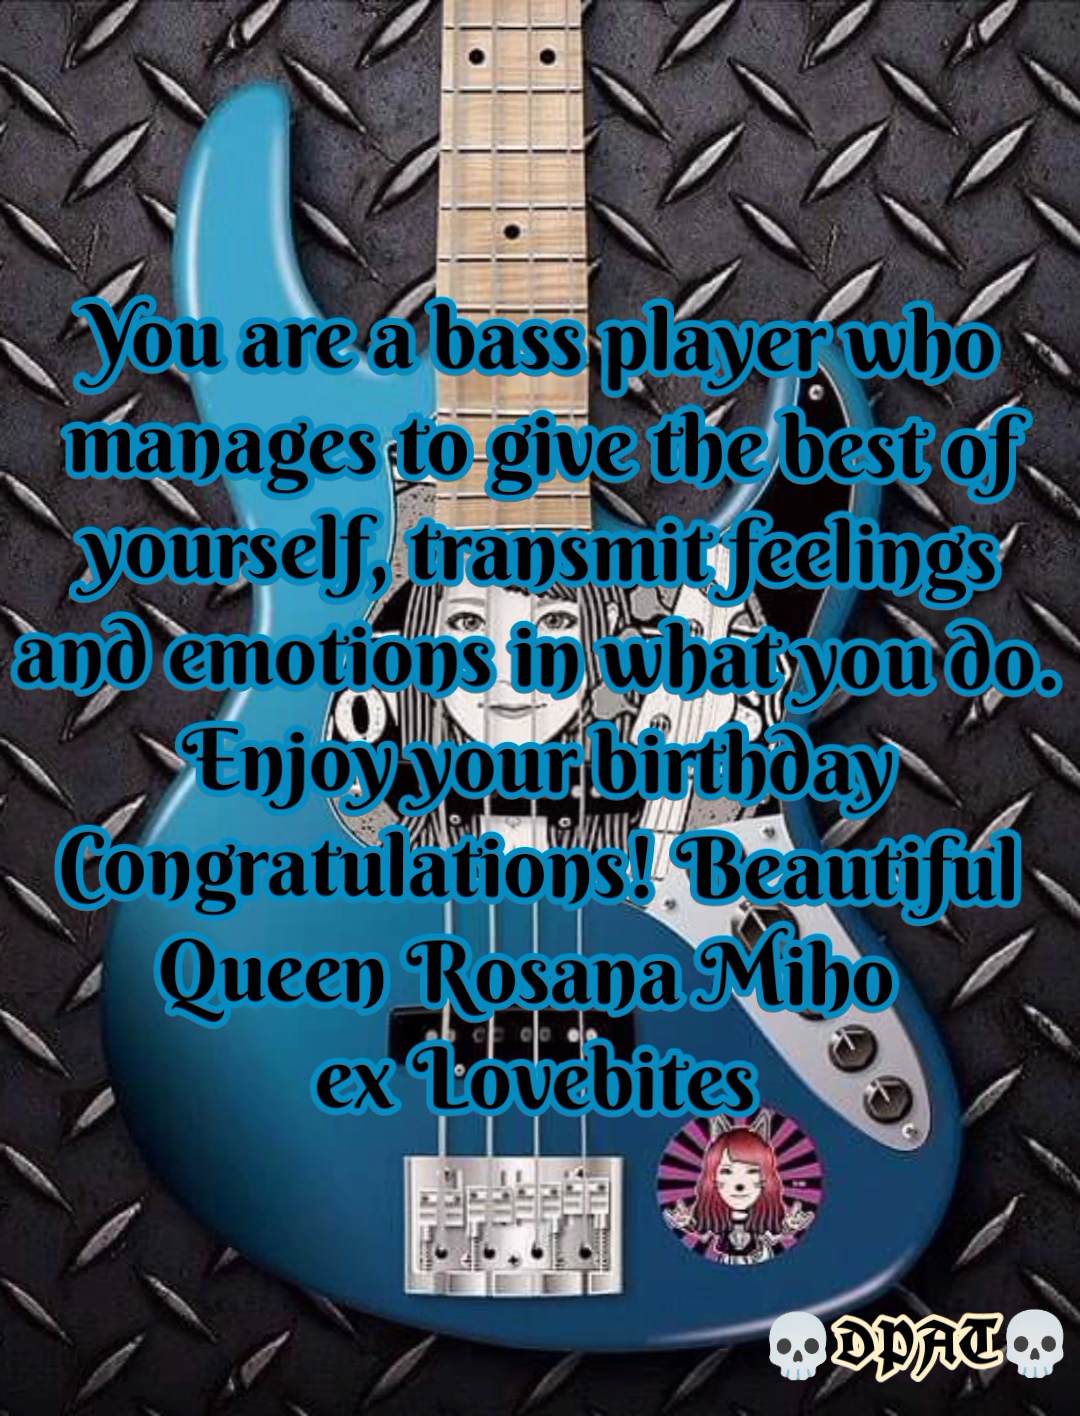 You are a bass player who
manages to give the best of
yourself, transmit feelings
and emotions in what you do.
Enjoy your birthday
Congratulations! Beautiful
Queen Rosana Miho
ex Lovebites
💀DPAT💀